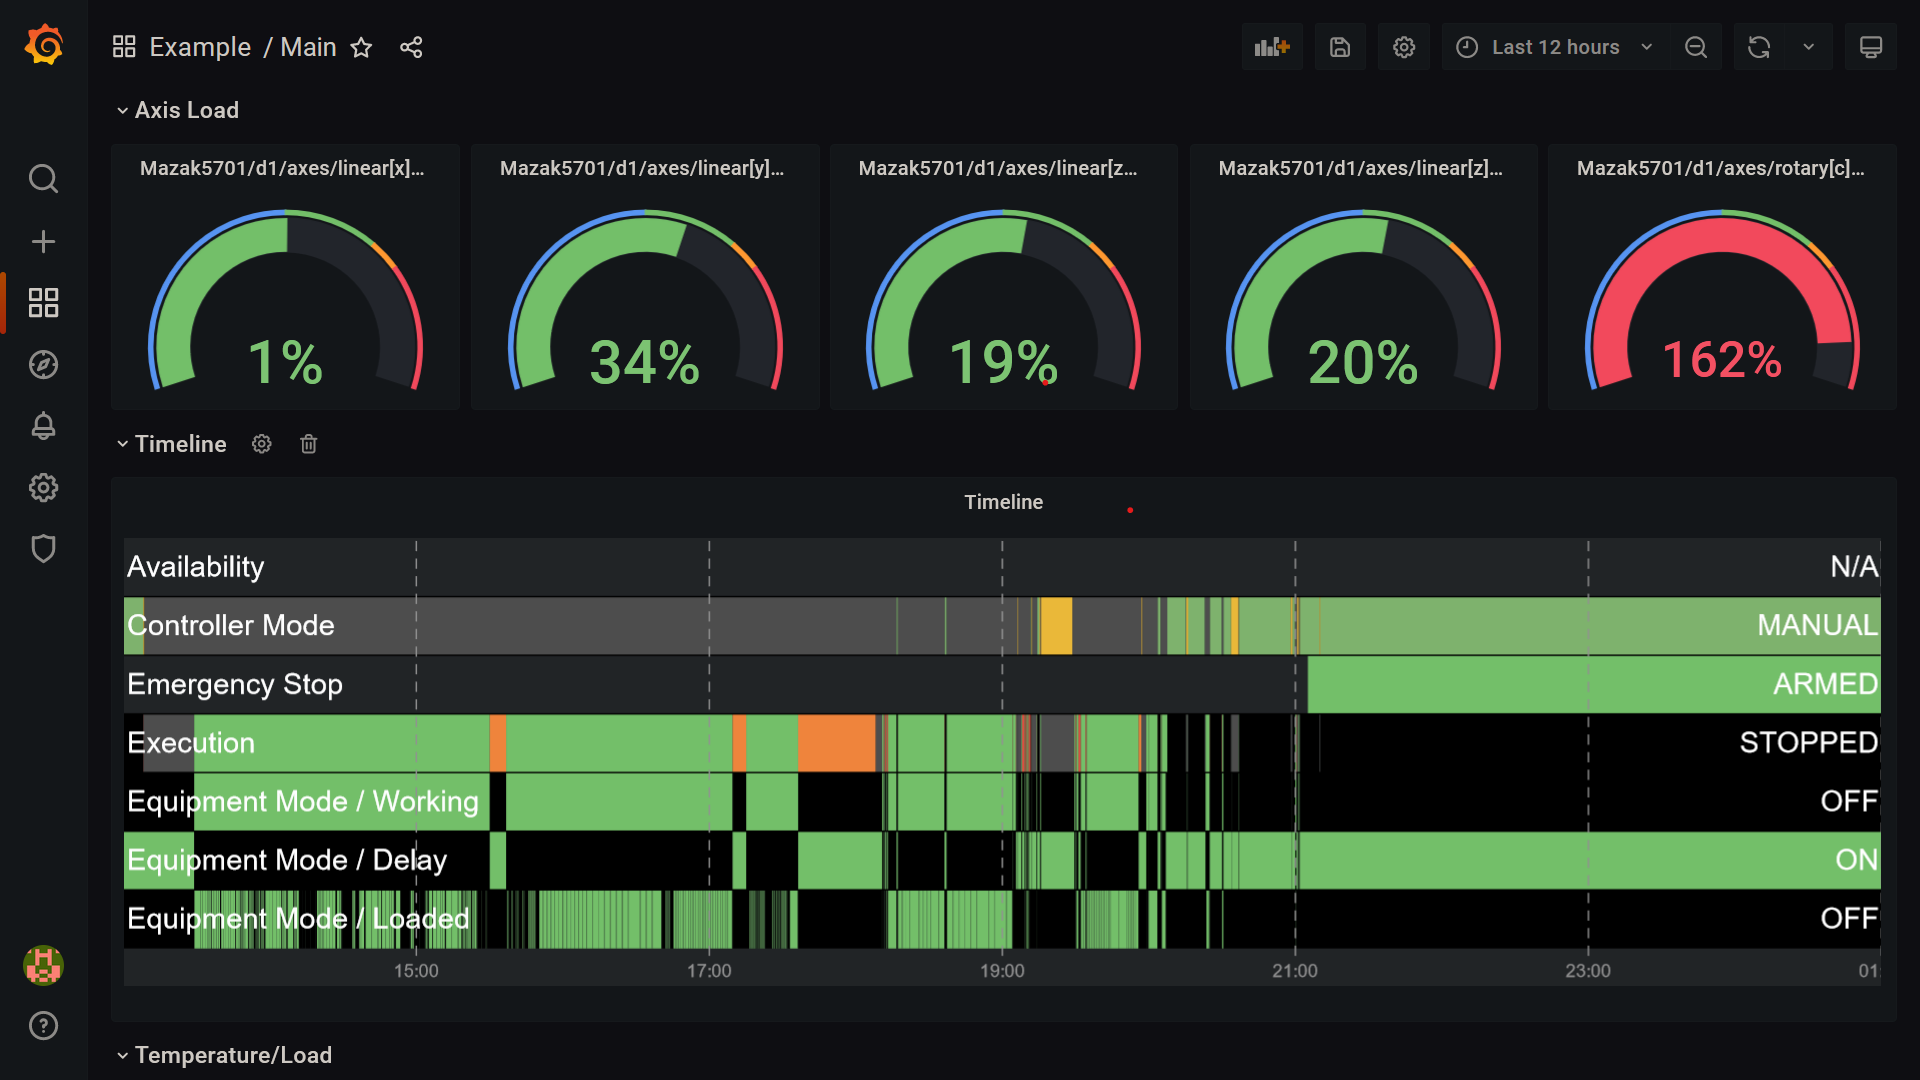 Example / Main
Last 12 hours
Axis Load
Mazak5701/d1/axes/linear[x]...
Mazak5701/d1/axes/linear[y]...
Mazak5701/d1/axes/linear[z...
Mazak5701/d1/axes/linear[z]...
Mazak5701/d1/axes/rotary[c]...
1%
34%
19%
20%
162%
Timeline
Timeline
Availability N/A
Controller Mode MANUAL
Emergency Stop ARMED
Execution STOPPED
Equipment Mode / Working OFF
Equipment Mode / Delay ON
Equipment Mode / Loaded OFF
15:00 17:00 19:00 21:00 23:00 01:
Temperature/Load